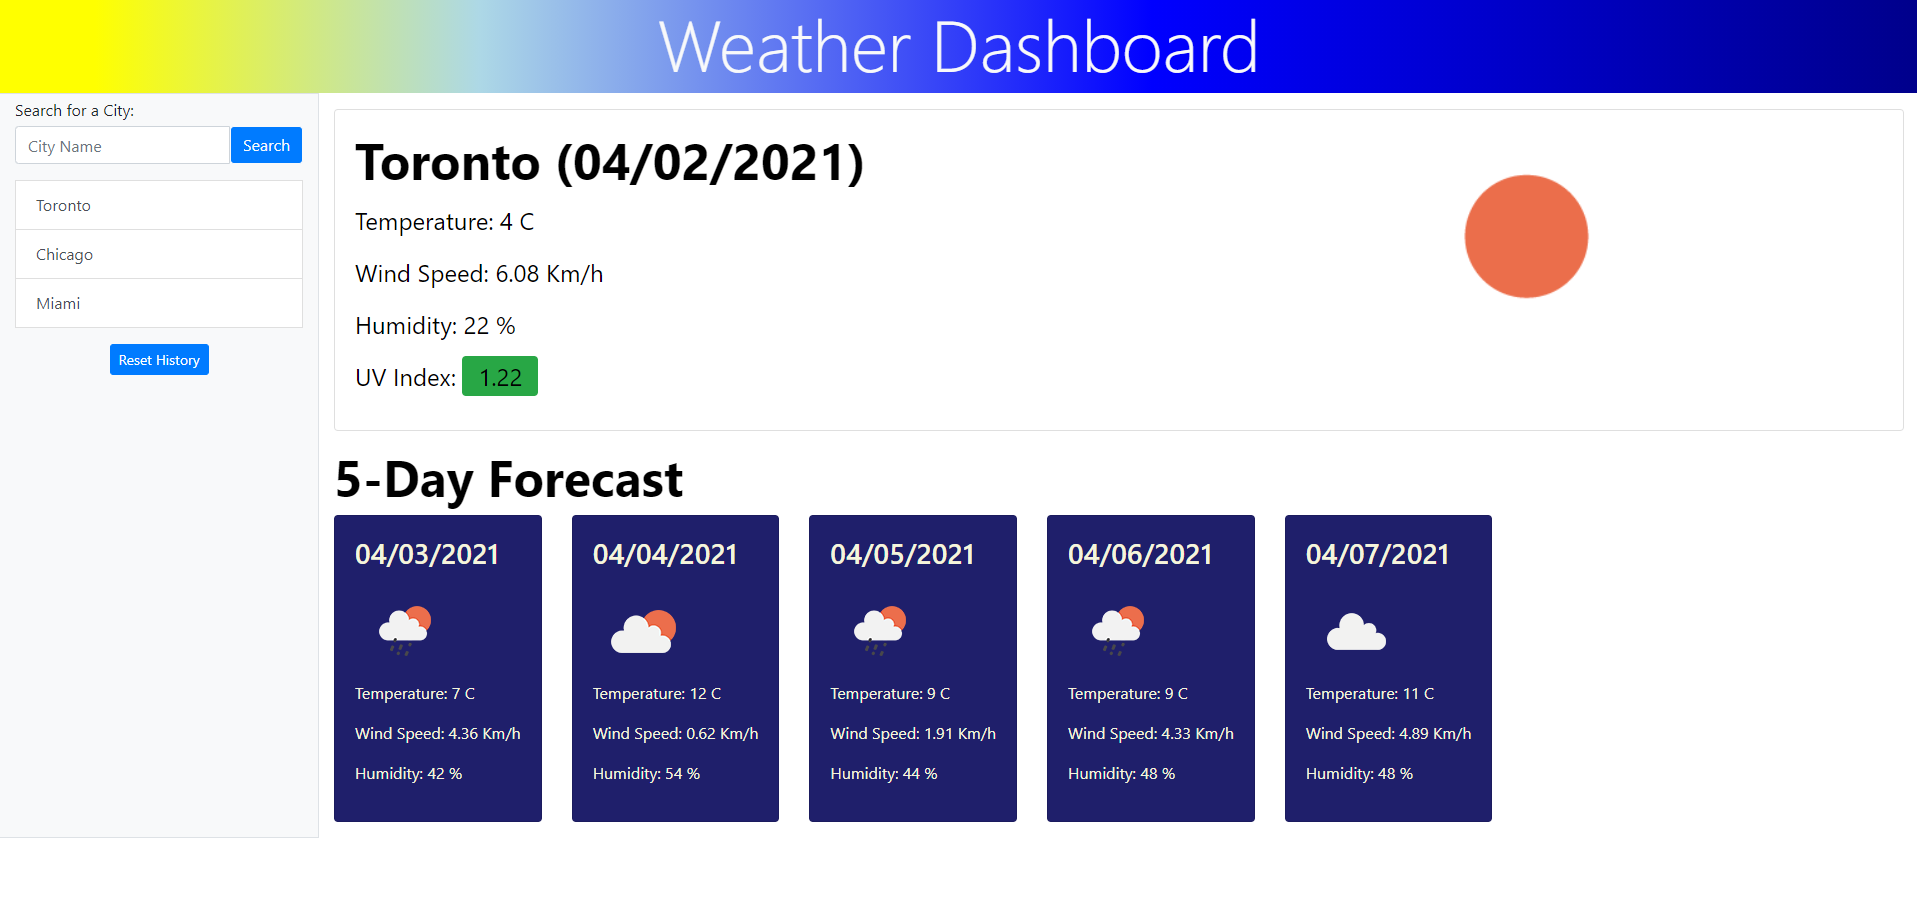 Weather Dashboard
Search for a City:
City Name
Search
Toronto
Chicago
Miami
Reset History
Toronto (04/02/2021)
Temperature: 4 C
Wind Speed: 6.08 Km/h
Humidity: 22 %
UV Index: 1.22
5-Day Forecast
04/03/2021
Temperature: 7 C
Wind Speed: 4.36 Km/h
Humidity: 42 %
04/04/2021
Temperature: 12 C
Wind Speed: 0.62 Km/h
Humidity: 54 %
04/05/2021
Temperature: 9 C
Wind Speed: 1.91 Km/h
Humidity: 44 %
04/06/2021
Temperature: 9 C
Wind Speed: 4.33 Km/h
Humidity: 48 %
04/07/2021
Temperature: 11 C
Wind Speed: 4.89 Km/h
Humidity: 48 %